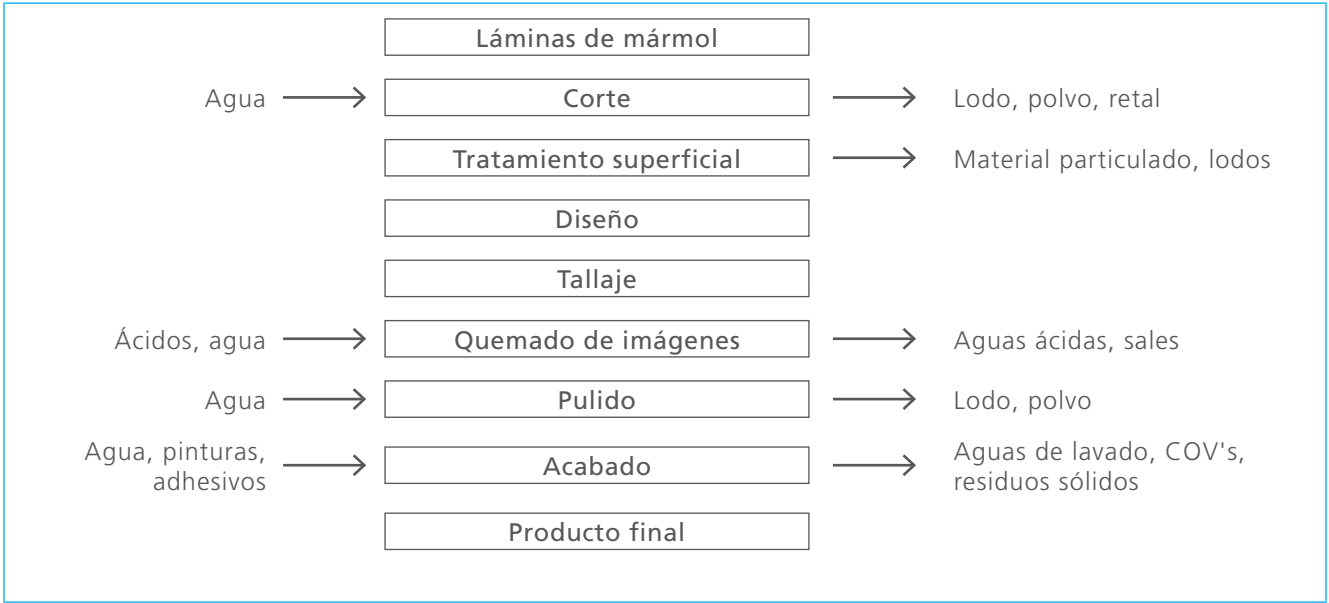 Láminas de mármol
Agua
Corte
Lodo, polvo, retal
Tratamiento superficial
Material particulado, lodos
Diseño
Tallaje
Ácidos, agua
Quemado de imágenes
Aguas ácidas, sales
Agua
Pulido
Lodo, polvo
Agua, pinturas,
adhesivos
Acabado
Aguas de lavado, COV's,
residuos sólidos
Producto final